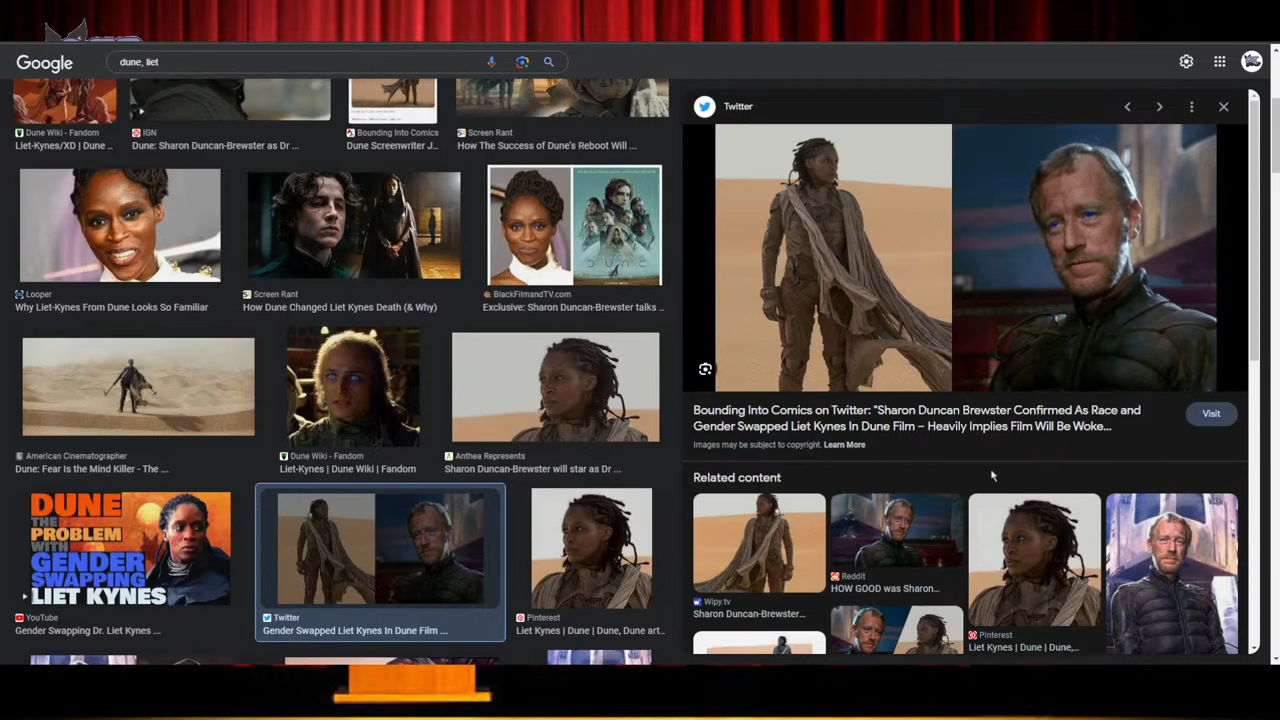 Google
dune, liet
Dune Wiki - Fandom
Liet-Kynes/XD | Dune ...
IGN
Dune: Sharon Duncan-Brewster as Dr ...
Bounding Into Comics
Dune Screenwriter J...
Screen Rant
How The Success of Dune's Reboot Will ...
Looper
Why Liet-Kynes From Dune Looks So Familiar
Screen Rant
How Dune Changed Liet Kynes Death (& Why)
BlackFilmandTV.com
Exclusive: Sharon Duncan-Brewster talks ..
American Cinematographer
Dune: Fear Is the Mind Killer - The ...
Dune Wiki - Fandom
Liet-Kynes | Dune Wiki | Fandom
Anthea Represents
Sharon Duncan-Brewster will star as Dr ...
DUNE
THE
PROBLEM
WITH
GENDER
SWAPPING
LIET KYNES
YouTube
Gender Swapping Dr. Liet Kynes ...
Twitter
Gender Swapped Liet Kynes In Dune Film ...
Pinterest
Liet Kynes | Dune | Dune, Dune art...
Twitter
Bounding Into Comics on Twitter: "Sharon Duncan Brewster Confirmed As Race and
Gender Swapped Liet Kynes In Dune Film – Heavily Implies Film Will Be Woke...
Visit
Images may be subject to copyright. Learn More
Related content
Wipy.tv
Sharon Duncan-Brewster...
Reddit
HOW GOOD was Sharon...
Pinterest
Liet Kynes | Dune | Dune,...